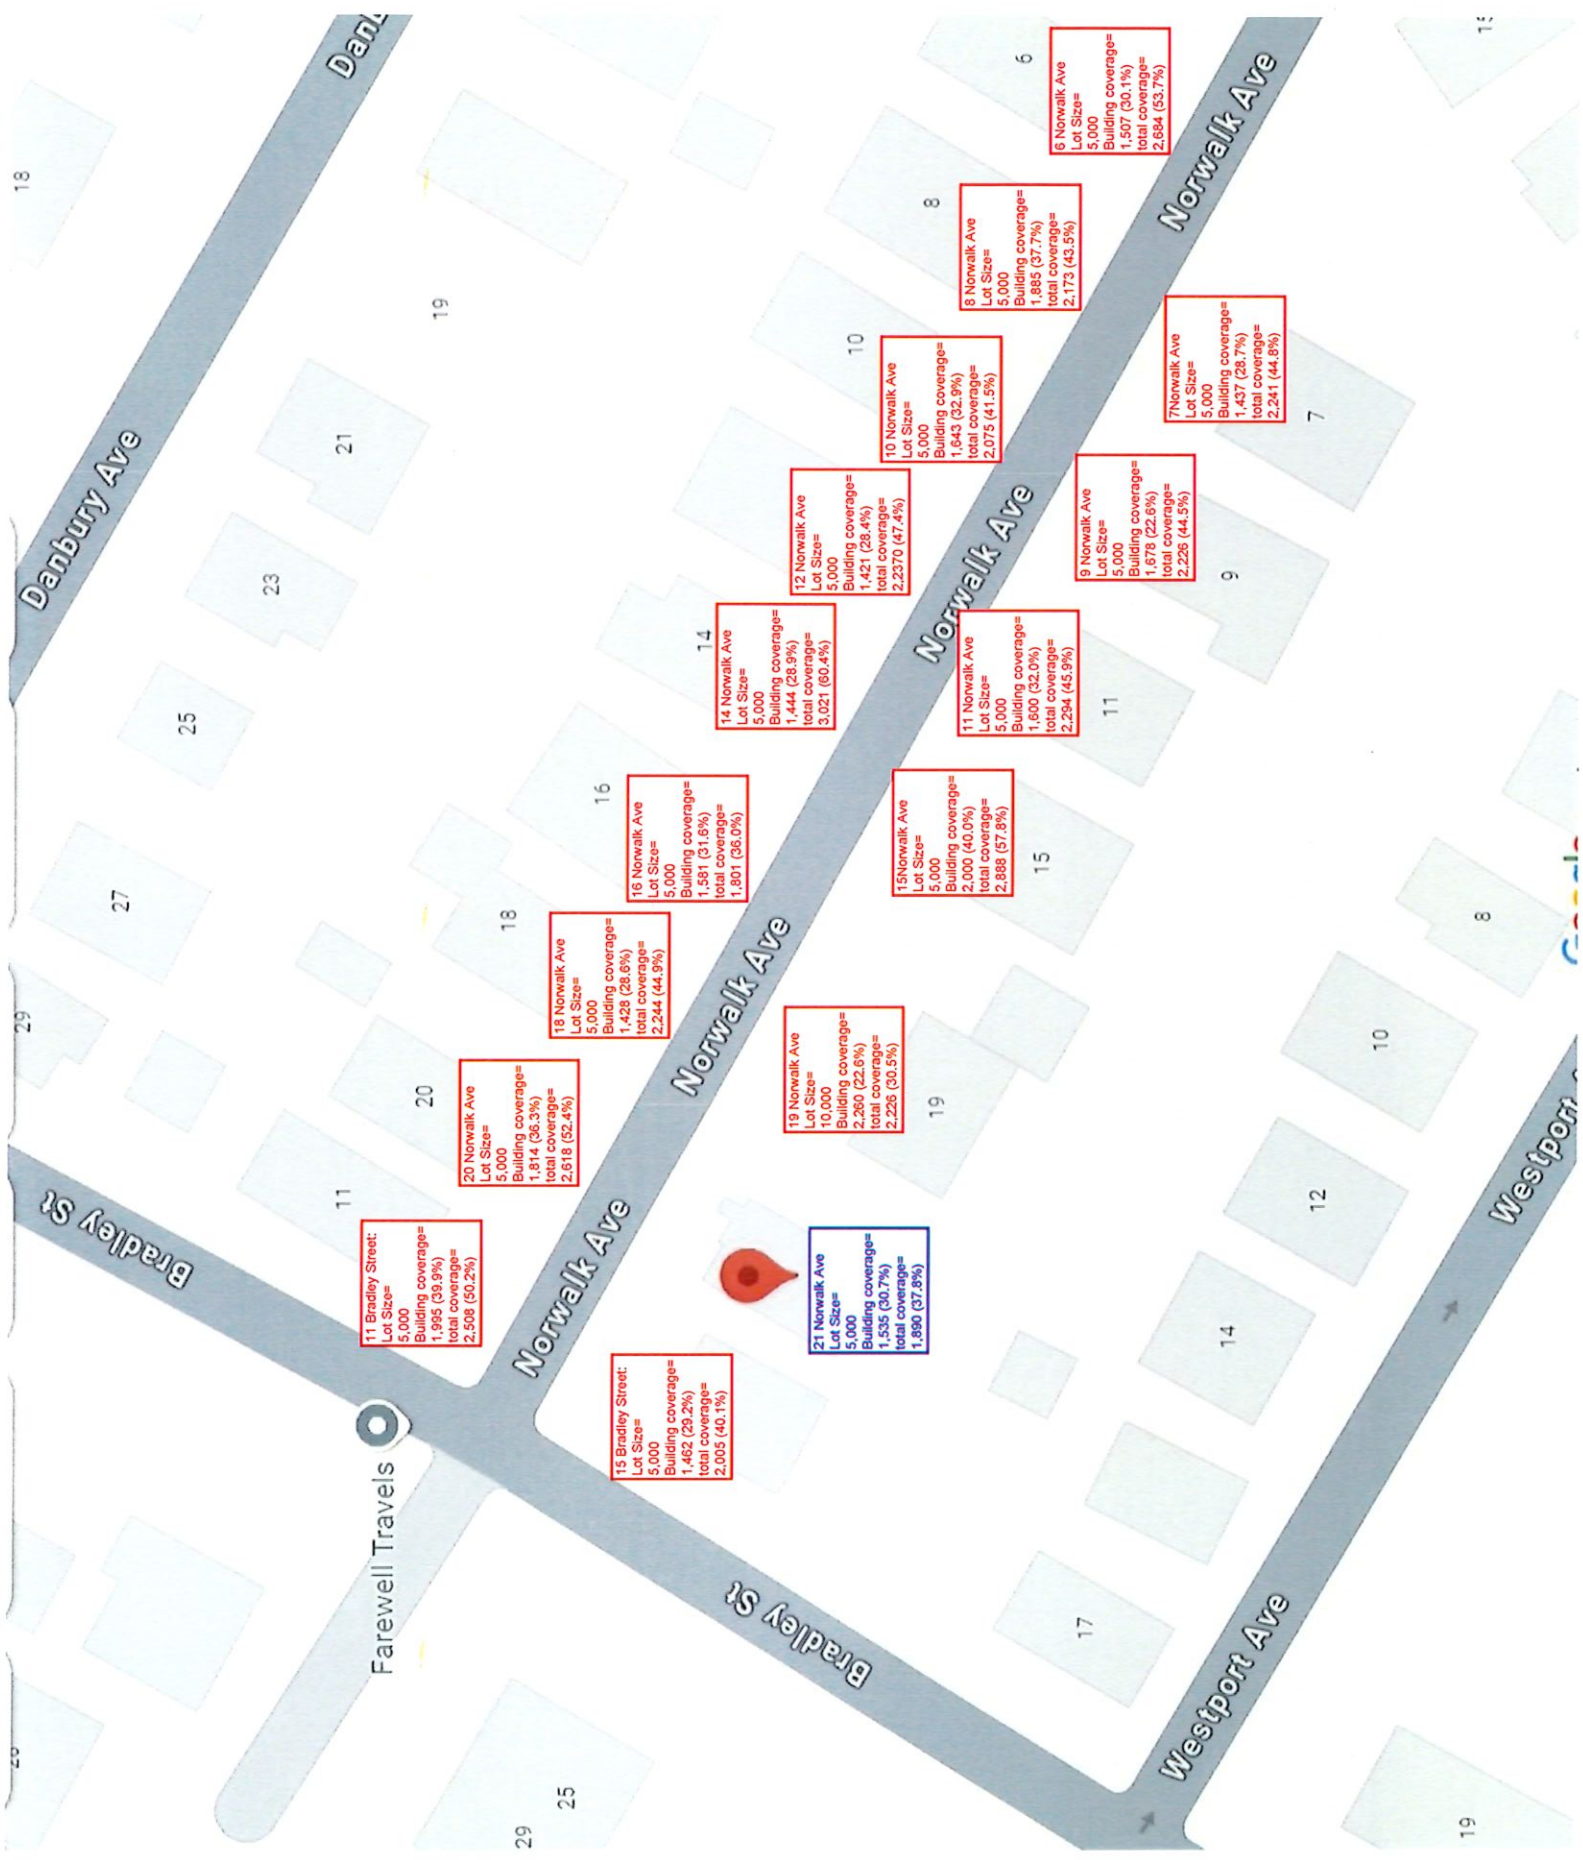 18
Danbury Ave
19
21
23
25
27
29
6
6 Norwalk Ave
Lot Size=
5,000
Building coverage=
1,507 (30.1%)
total coverage=
2,684 (53.7%)
8
8 Norwalk Ave
Lot Size=
5,000
Building coverage=
1,885 (37.7%)
total coverage=
2,173 (43.5%)
10
10 Norwalk Ave
Lot Size=
5,000
Building coverage=
1,643 (32.9%)
total coverage=
2,075 (41.5%)
12 Norwalk Ave
Lot Size=
5,000
Building coverage=
1,421 (28.4%)
total coverage=
2,2370 (47.4%)
14
14 Norwalk Ave
Lot Size=
5,000
Building coverage=
1,444 (28.9%)
total coverage=
3,021 (60.4%)
16
16 Norwalk Ave
Lot Size=
5,000
Building coverage=
1,581 (31.6%)
total coverage=
1,801 (36.0%)
18
18 Norwalk Ave
Lot Size=
5,000
Building coverage=
1,428 (28.6%)
total coverage=
2,244 (44.9%)
20
20 Norwalk Ave
Lot Size=
5,000
Building coverage=
1,814 (36.3%)
total coverage=
2,618 (52.4%)
11
11 Bradley Street:
Lot Size=
5,000
Building coverage=
1,995 (39.9%)
total coverage=
2,508 (50.2%)
Bradley St
Norwalk Ave
Norwalk Ave
Norwalk Ave
Norwalk Ave
7Norwalk Ave
Lot Size=
5,000
Building coverage=
1,437 (28.7%)
total coverage=
2,241 (44.8%)
7
9 Norwalk Ave
Lot Size=
5,000
Building coverage=
1,678 (22.6%)
total coverage=
2,226 (44.5%)
9
11 Norwalk Ave
Lot Size=
5,000
Building coverage=
1,600 (32.0%)
total coverage=
2,294 (45.9%)
11
15Norwalk Ave
Lot Size=
5,000
Building coverage=
2,000 (40.0%)
total coverage=
2,888 (57.8%)
15
19 Norwalk Ave
Lot Size=
10,000
Building coverage=
2,260 (22.6%)
total coverage=
2,226 (30.5%)
19
21 Norwalk Ave
Lot Size=
5,000
Building coverage=
1,535 (30.7%)
total coverage=
1,890 (37.8%)
15 Bradley Street:
Lot Size=
5,000
Building coverage=
1,462 (29.2%)
total coverage=
2,005 (40.1%)
Farewell Travels
Bradley St
8
10
12
14
17
Westport Ave
Westport
25
29
19